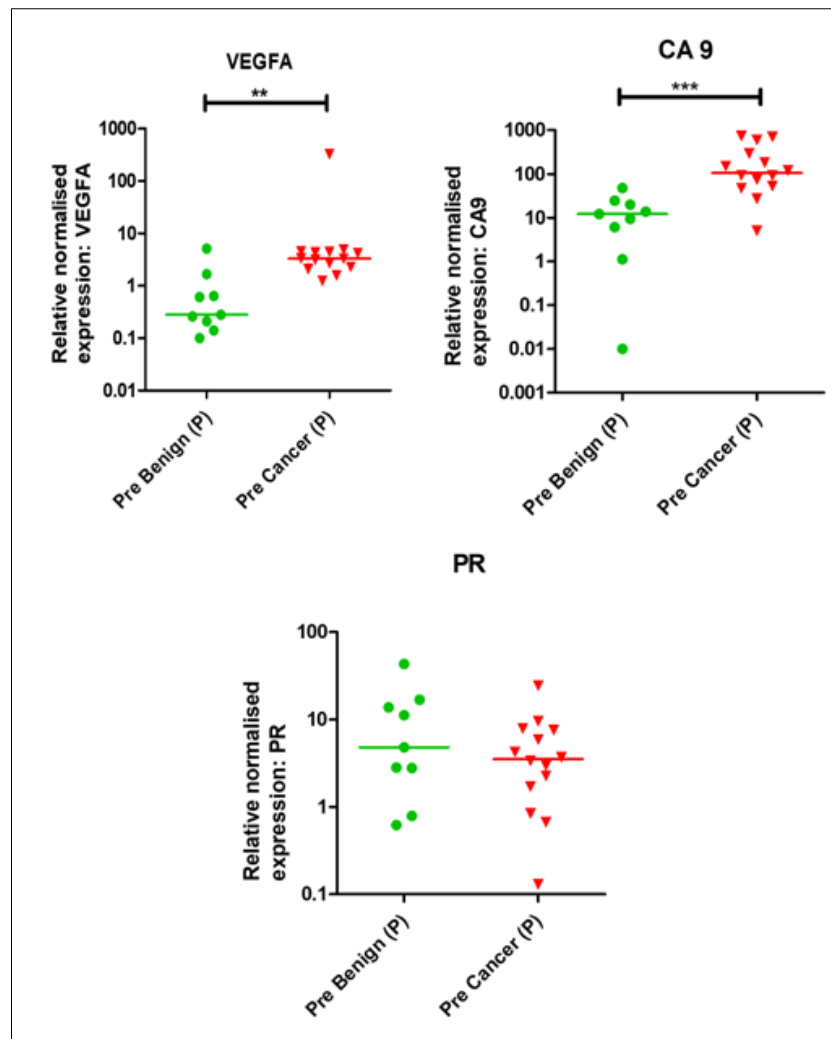 VEGFA
**
Relative normalised
expression: VEGFA
1000
100
10
1
0.1
0.01
Pre Benign (P)
Pre Cancer (P)
CA 9
***
Relative normalised
expression: CA9
1000
100
10
1
0.1
0.01
0.001
Pre Benign (P)
Pre Cancer (P)
PR
Relative normalised
expression: PR
100
10
1
0.1
Pre Benign (P)
Pre Cancer (P)